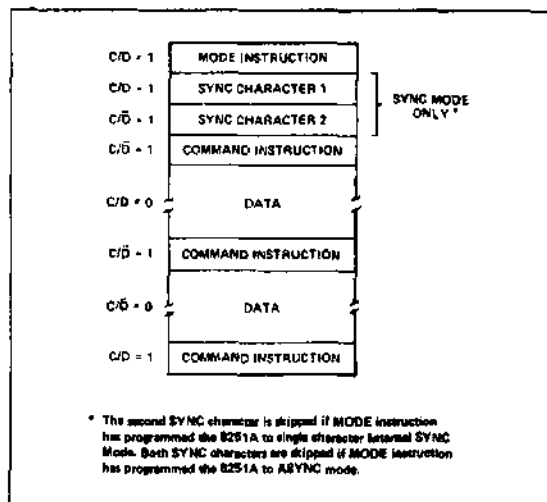 C/D = 1 MODE INSTRUCTION
C/D = 1 SYNC CHARACTER 1
SYNC MODE
ONLY *
C/D̅ = 1 SYNC CHARACTER 2
C/D̅ = 1 COMMAND INSTRUCTION
C/D = 0 DATA
C/D̅ = 1 COMMAND INSTRUCTION
C/D̅ = 0 DATA
C/D = 1 COMMAND INSTRUCTION
* The second SYNC character is skipped if MODE instruction
has programmed the 8251A to single character Internal SYNC
Mode. Both SYNC characters are skipped if MODE instruction
has programmed the 8251A to ASYNC mode.